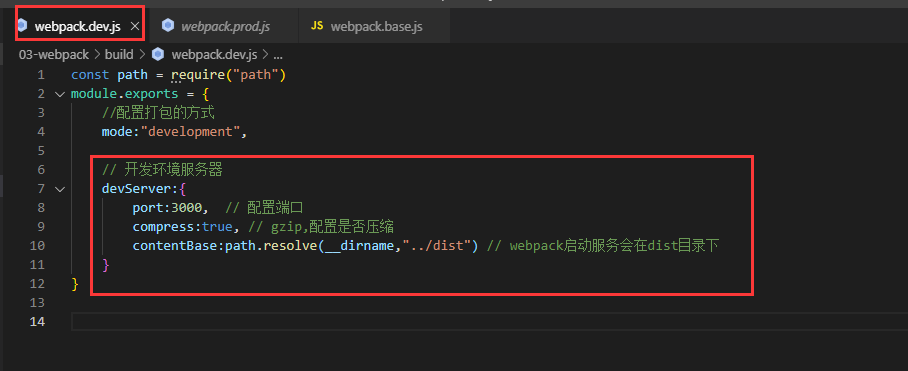 webpack.dev.js
webpack.prod.js
JS webpack.base.js
03-webpack > build > webpack.dev.js > ...
1 const path = require("path")
2 module.exports = {
3 //配置打包的方式
4 mode:"development",
5
6 // 开发环境服务器
7 devServer:{
8 port:3000, // 配置端口
9 compress:true, // gzip,配置是否压缩
10 contentBase:path.resolve(__dirname,"../dist") // webpack启动服务会在dist目录下
11 }
12 }
13
14